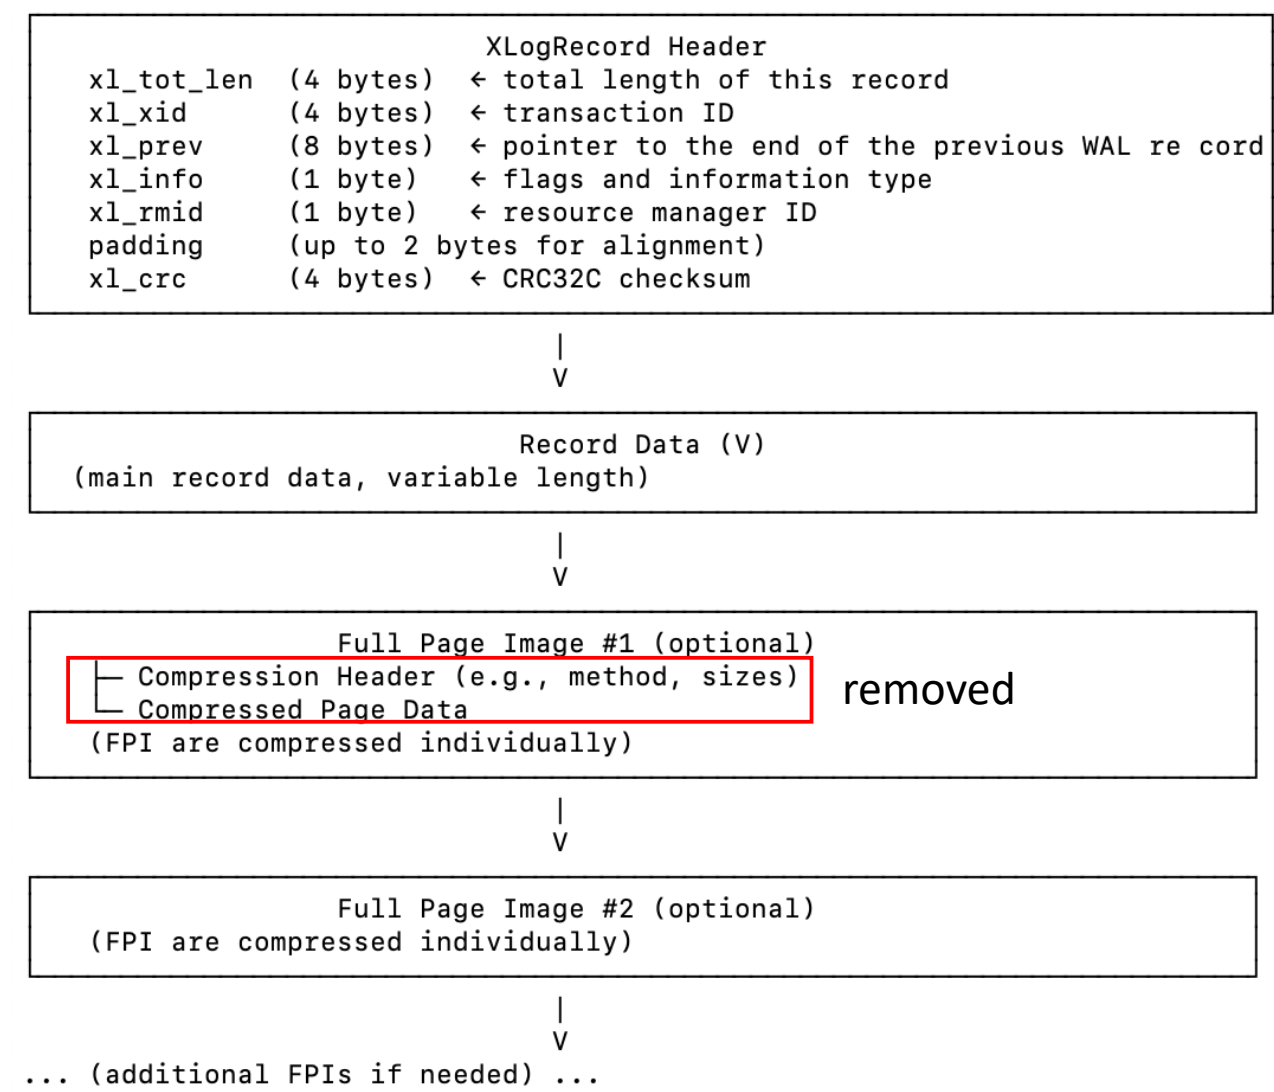 XLogRecord Header
xl_tot_len (4 bytes) ← total length of this record
xl_xid (4 bytes) ← transaction ID
xl_prev (8 bytes) ← pointer to the end of the previous WAL re cord
xl_info (1 byte) ← flags and information type
xl_rmid (1 byte) ← resource manager ID
padding (up to 2 bytes for alignment)
xl_crc (4 bytes) ← CRC32C checksum
|
V
Record Data (V)
(main record data, variable length)
|
V
Full Page Image #1 (optional)
├─ Compression Header (e.g., method, sizes)
removed
└─ Compressed Page Data
(FPI are compressed individually)
|
V
Full Page Image #2 (optional)
(FPI are compressed individually)
|
V
... (additional FPIs if needed) ...